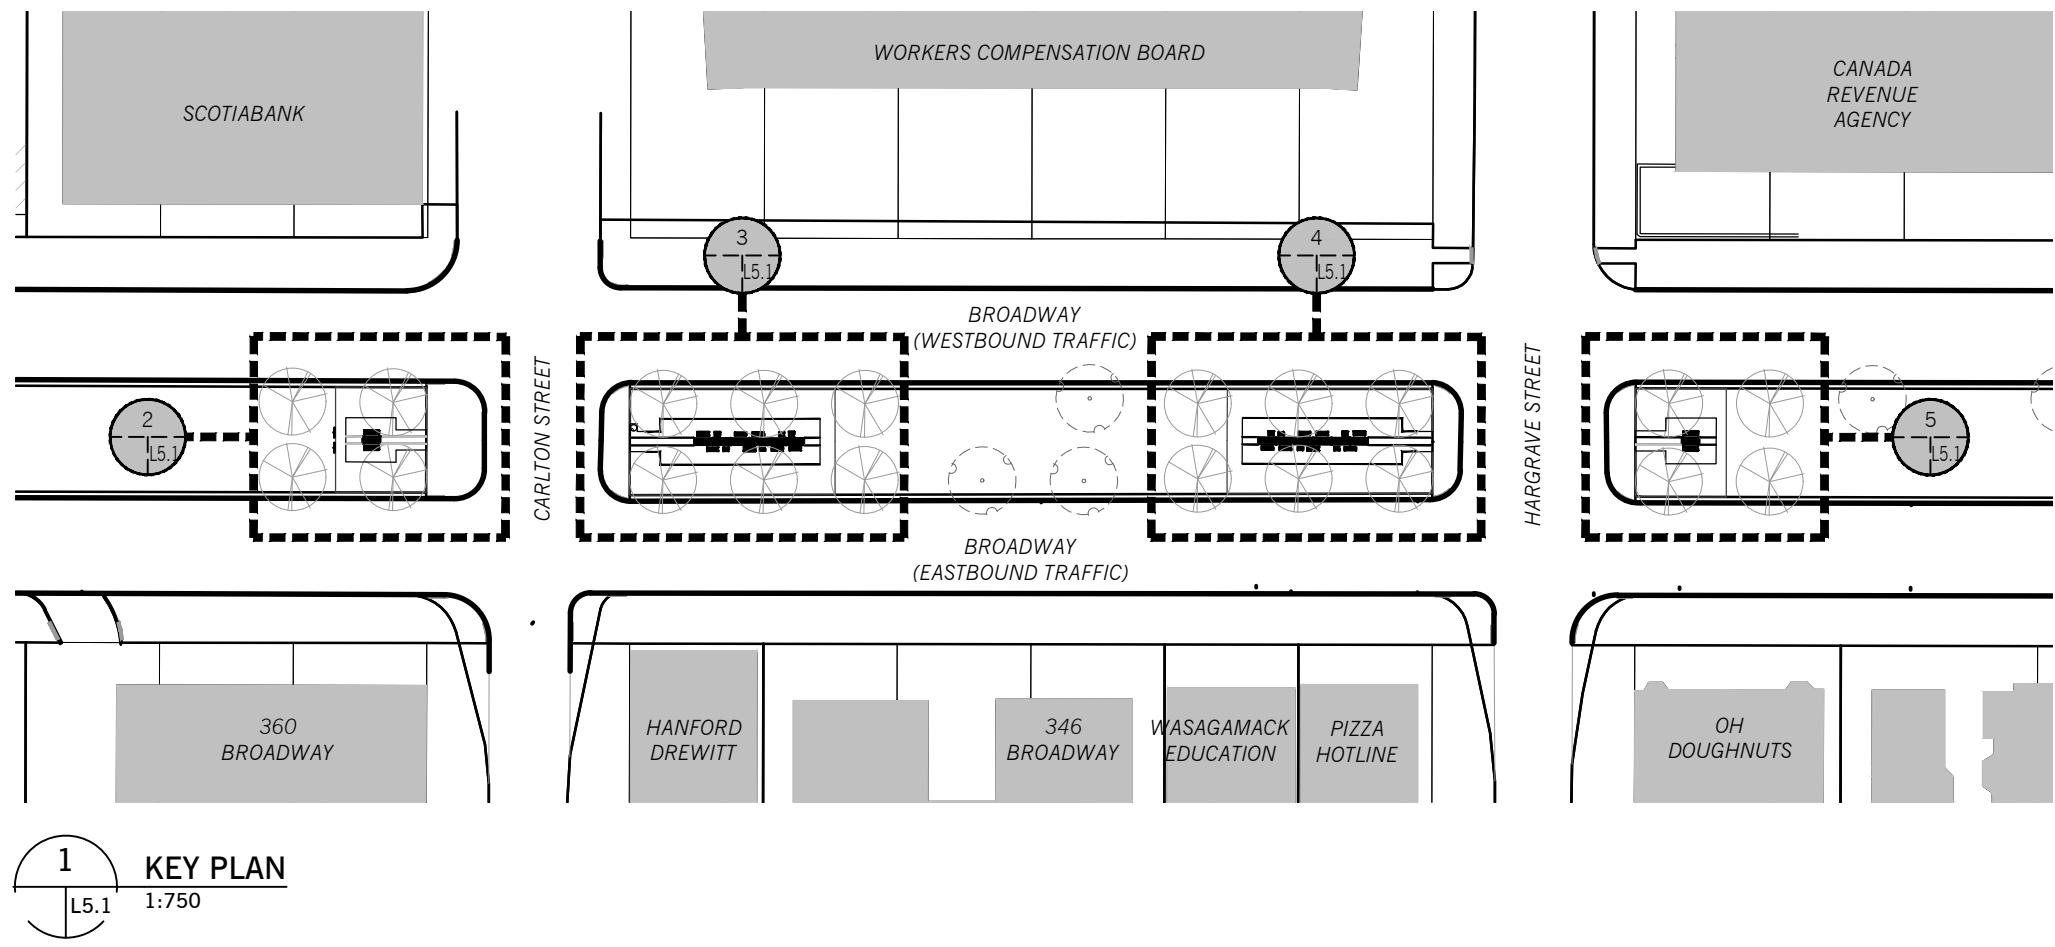 WORKERS COMPENSATION BOARD
SCOTIABANK
CANADA
REVENUE
AGENCY
3
L5.1
4
L5.1
BROADWAY
(WESTBOUND TRAFFIC)
2
L5.1
CARLTON STREET
HARGRAVE STREET
5
L5.1
BROADWAY
(EASTBOUND TRAFFIC)
360
BROADWAY
HANFORD
DREWITT
346
BROADWAY
WASAGAMACK
EDUCATION
PIZZA
HOTLINE
OH
DOUGHNUTS
1
L5.1
KEY PLAN
1:750